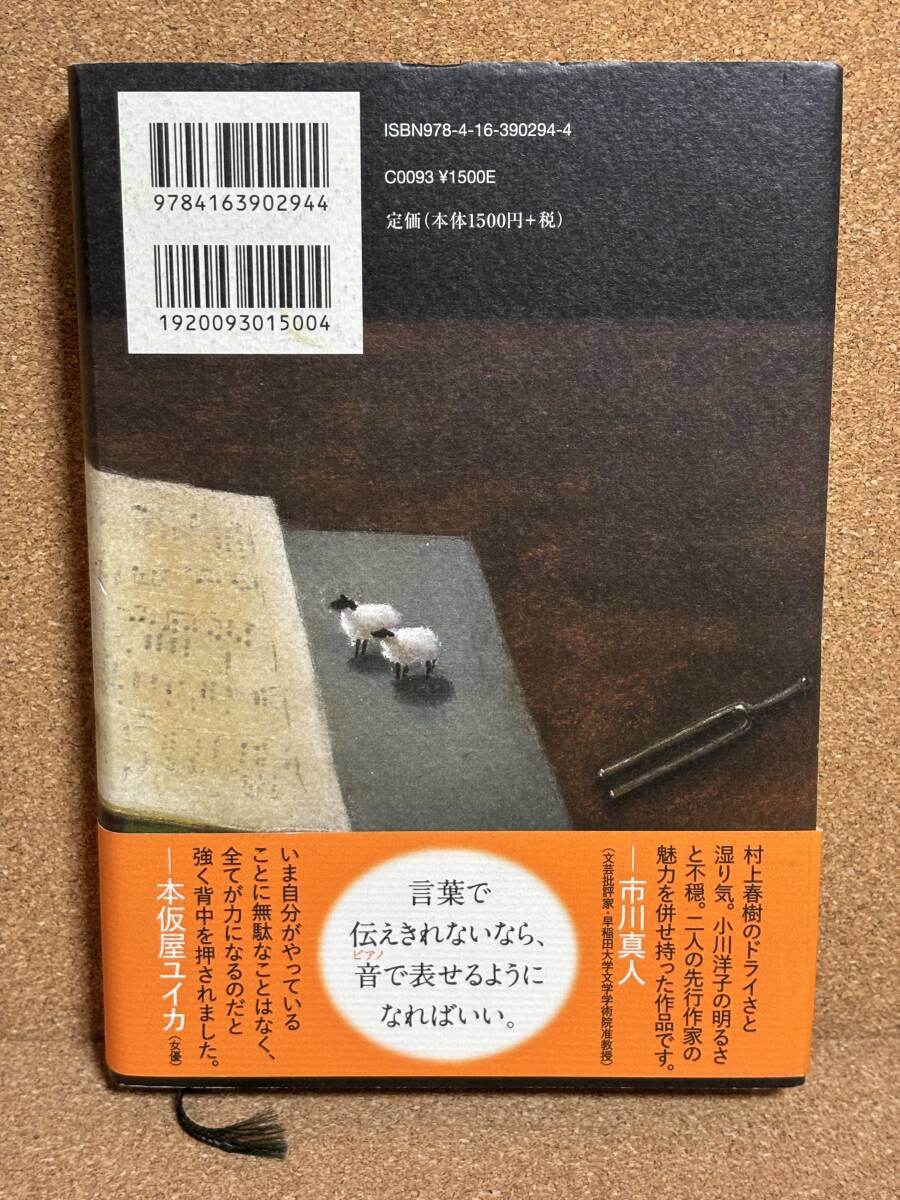 9784163902944
1920093015004
ISBN978-4-16-390294-4
C0093 ¥1500E
定価(本体1500円+税)
村上春樹のドライさと
湿り気。小川洋子の明るさ
と不穏。二人の先行作家の
魅力を併せ持った作品です。
―市川真人
(文芸批評家・早稲田大学文学学術院准教授)
言葉で
伝えきれないなら、
ピアノ
音で表せるように
なればいい。
いま自分がやっている
ことに無駄なことはなく、
全てが力になるのだと
強く背中を押されました。
―本仮屋ユイカ(女優)